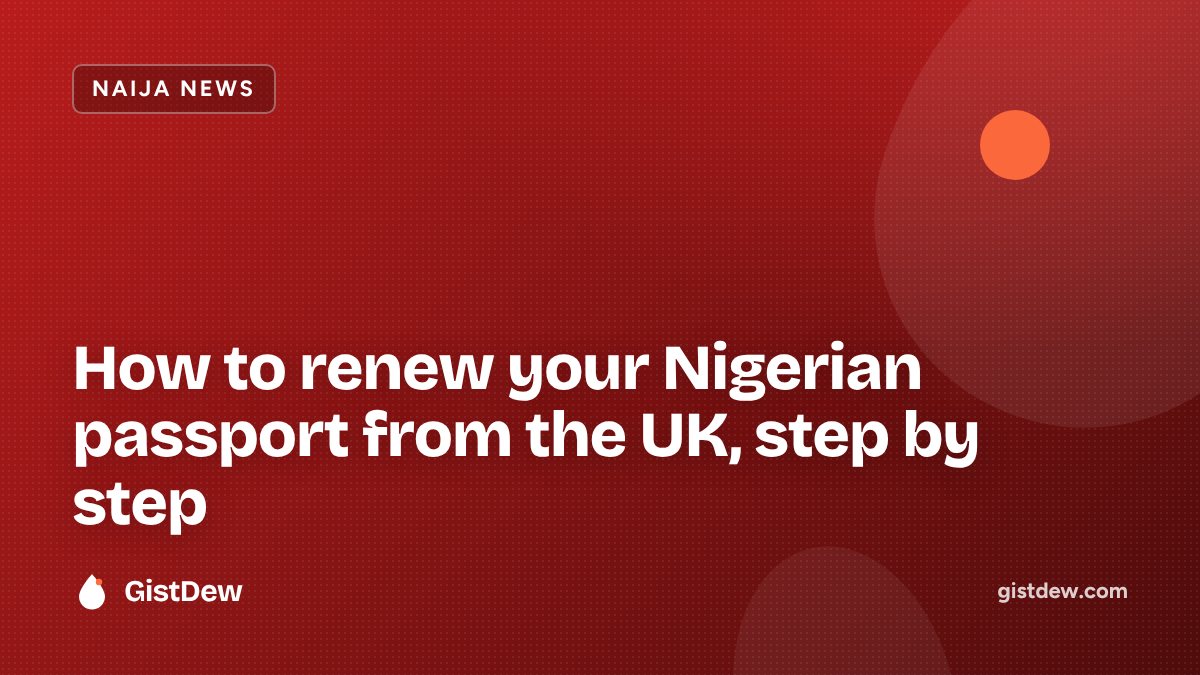 NAIJA NEWS
How to renew your Nigerian
passport from the UK, step by
step
GistDew
gistdew.com